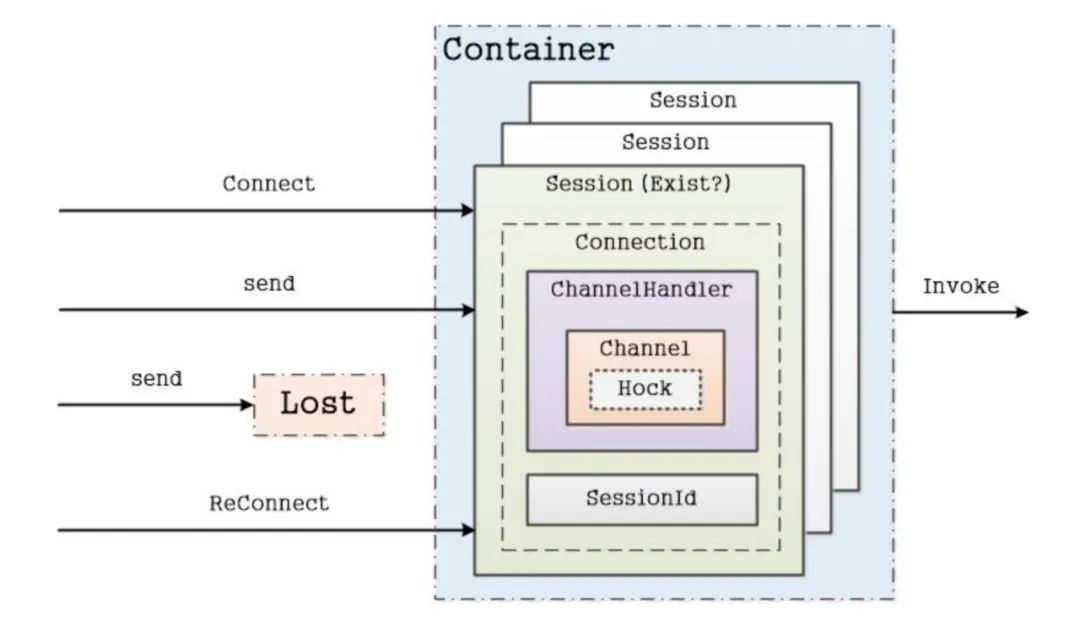 Container
Session
Session
Session (Exist?)
Connect
Connection
send
ChannelHandler
Invoke
Channel
Hock
send
Lost
SessionId
ReConnect